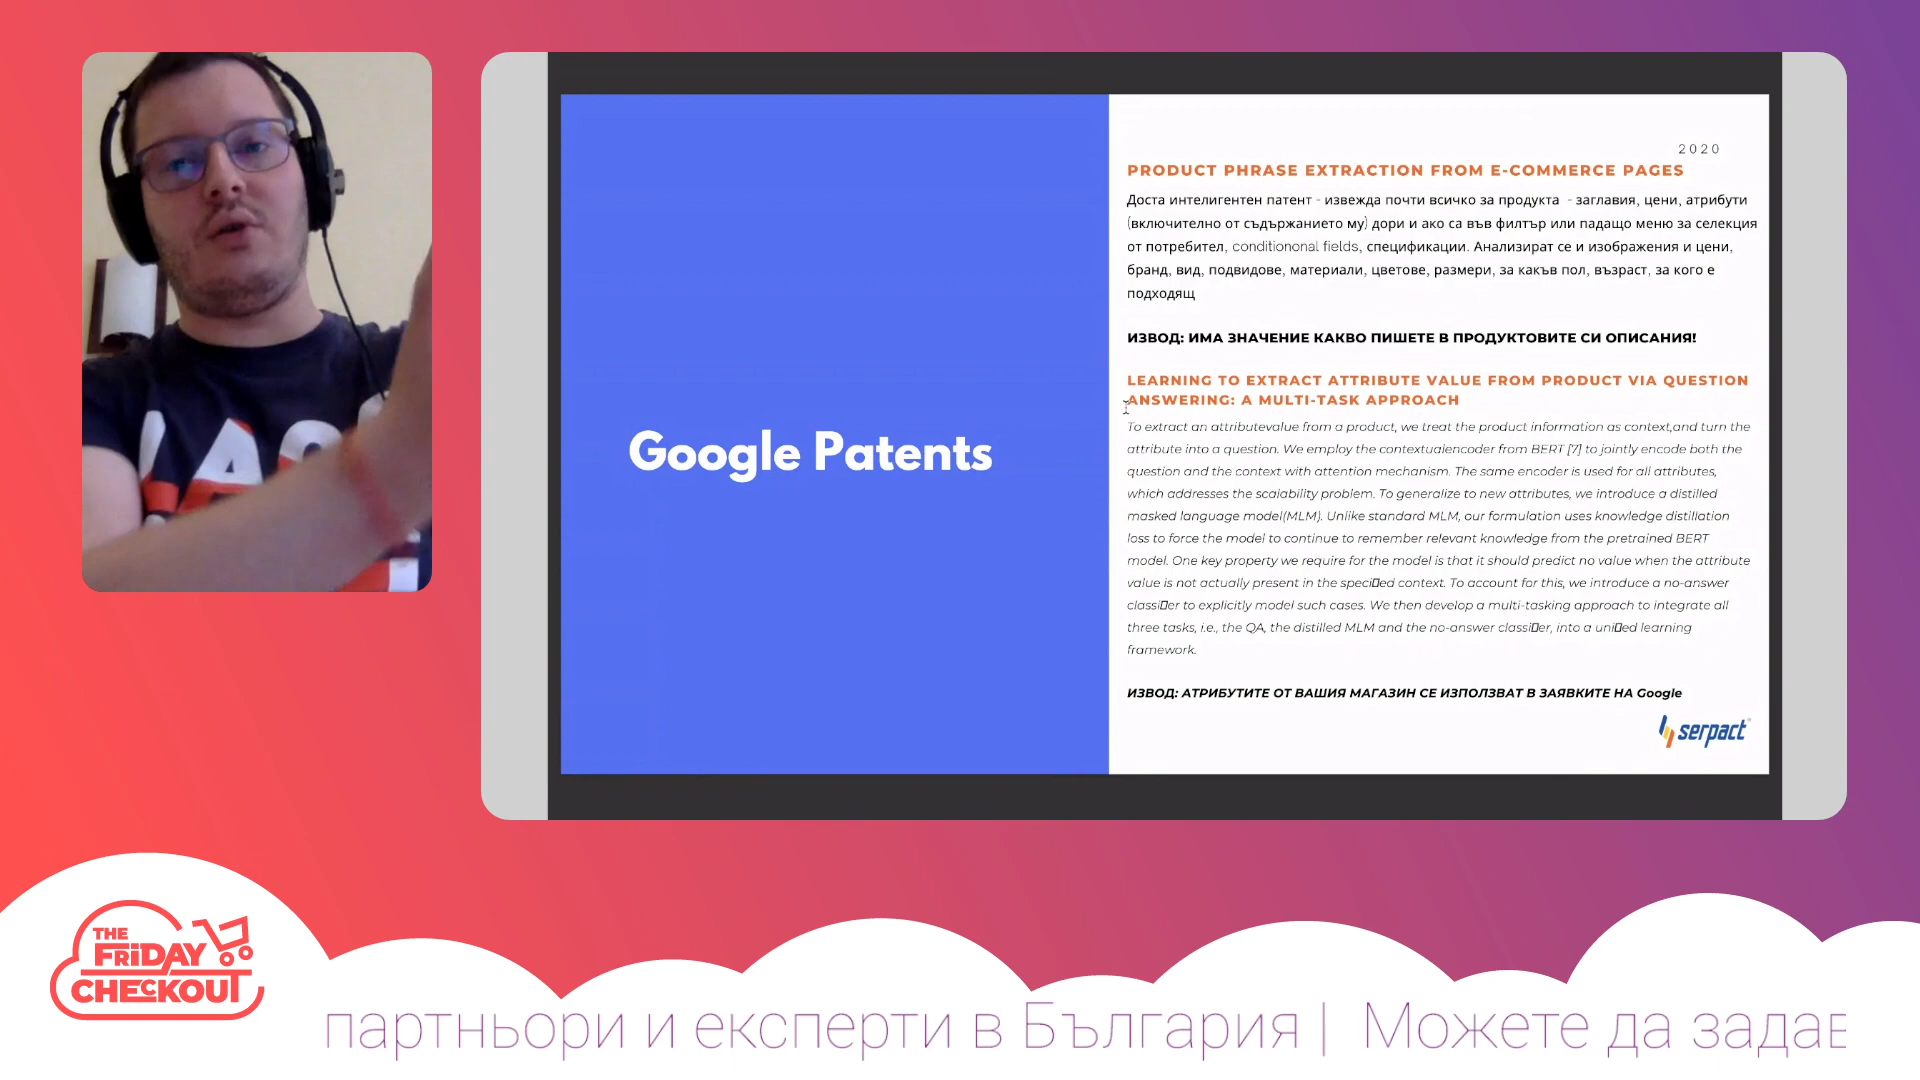 2020
PRODUCT PHRASE EXTRACTION FROM E-COMMERCE PAGES
Доста интелигентен патент - извежда почти всичко за продукта - заглавия, цени, атрибути
(включително от съдържанието му) дори и ако са във филтър или падащо меню за селекция
от потребител, conditiononal fields, спецификации. Анализират се и изображения и цени,
бранд, вид, подвидове, материали, цветове, размери, за какъв пол, възраст, за кого е
подходящ
ИЗВОД: ИМА ЗНАЧЕНИЕ КАКВО ПИШЕТЕ В ПРОДУКТОВИТЕ СИ ОПИСАНИЯ!
LEARNING TO EXTRACT ATTRIBUTE VALUE FROM PRODUCT VIA QUESTION
ANSWERING: A MULTI-TASK APPROACH
Google Patents
To extract an attributevalue from a product, we treat the product information as context,and turn the
attribute into a question. We employ the contextualencoder from BERT [7] to jointly encode both the
question and the context with attention mechanism. The same encoder is used for all attributes,
which addresses the scalability problem. To generalize to new attributes, we introduce a distilled
masked language model(MLM). Unlike standard MLM, our formulation uses knowledge distillation
loss to force the model to continue to remember relevant knowledge from the pretrained BERT
model. One key property we require for the model is that it should predict no value when the attribute
value is not actually present in the speci▯ed context. To account for this, we introduce a no-answer
classi▯er to explicitly model such cases. We then develop a multi-tasking approach to integrate all
three tasks, i.e., the QA, the distilled MLM and the no-answer classi▯er, into a uni▯ed learning
framework.
ИЗВОД: АТРИБУТИТЕ ОТ ВАШИЯ МАГАЗИН СЕ ИЗПОЛЗВАТ В ЗАЯВКИТЕ НА Google
serpact
THE
FRIDAY
CHECKOUT
партньори и експерти в България | Можете да задав